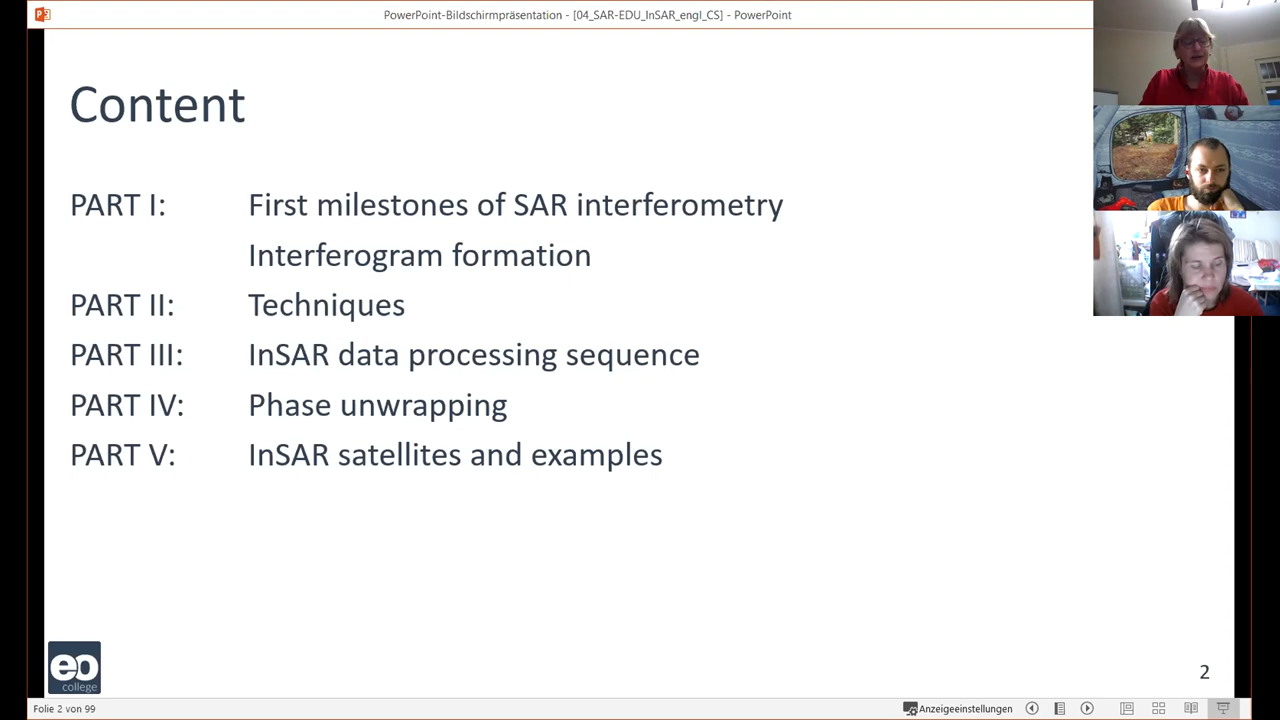 PowerPoint-Bildschirmpräsentation - [04_SAR-EDU_InSAR_engl_CS] - PowerPoint
Content
PART I: First milestones of SAR interferometry
Interferogram formation
PART II: Techniques
PART III: InSAR data processing sequence
PART IV: Phase unwrapping
PART V: InSAR satellites and examples
eo
college
2
Folie 2 von 99
Anzeigeeinstellungen